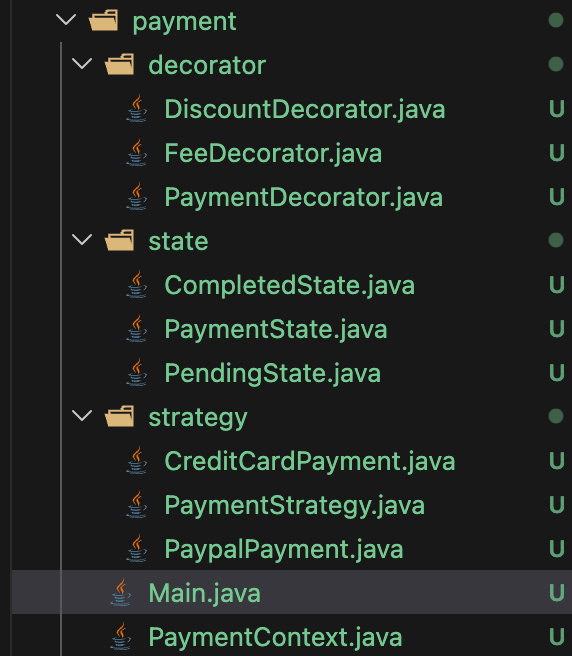 payment
decorator
DiscountDecorator.java U
FeeDecorator.java U
PaymentDecorator.java U
state
CompletedState.java U
PaymentState.java U
PendingState.java U
strategy
CreditCardPayment.java U
PaymentStrategy.java U
PaypalPayment.java U
Main.java U
PaymentContext.java U